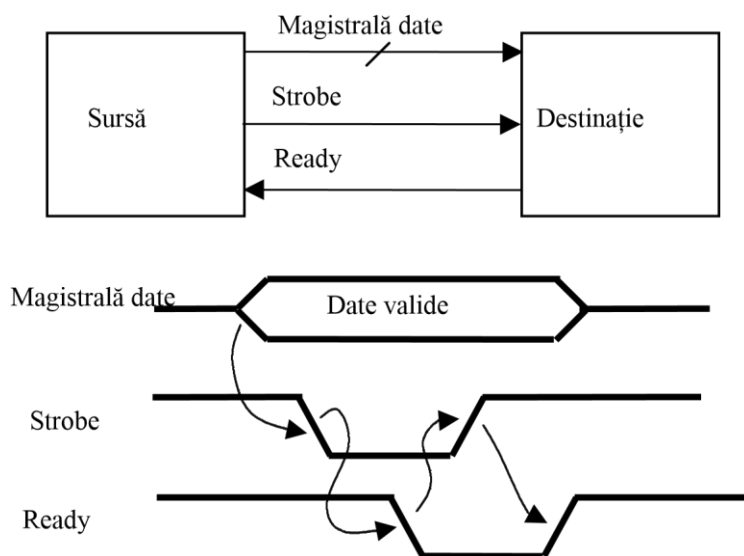 Magistrală date
Strobe
Sursă
Destinație
Ready
Magistrală date
Date valide
Strobe
Ready